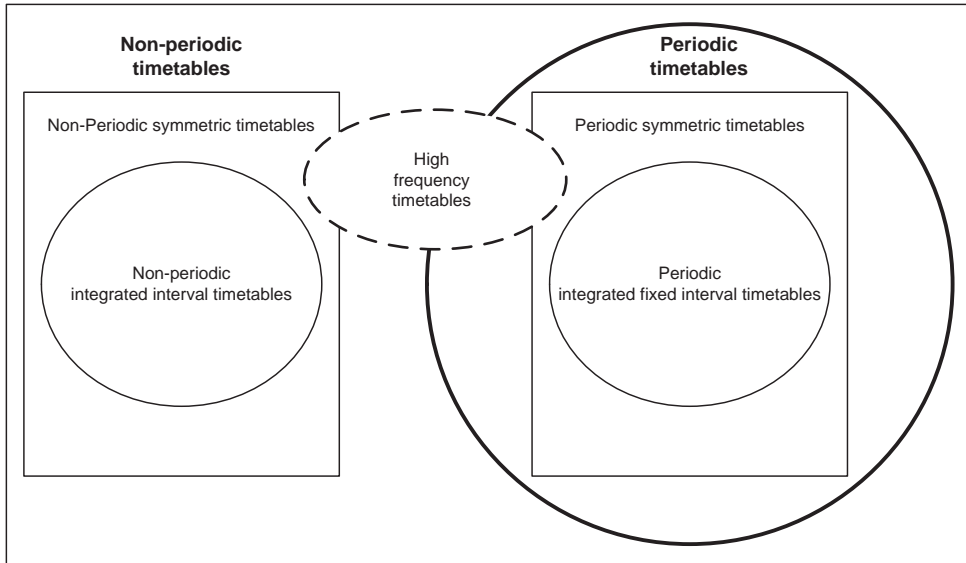 Non-periodic
timetables
Periodic
timetables
Non-Periodic symmetric timetables
Periodic symmetric timetables
High
frequency
timetables
Non-periodic
integrated interval timetables
Periodic
integrated fixed interval timetables